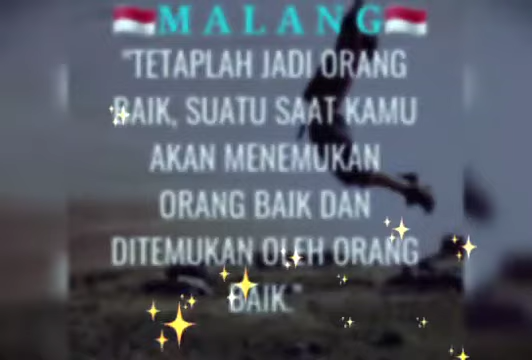 MALANG
"TETAPLAH JADI ORANG
BAIK, SUATU SAAT KAMU
AKAN MENEMUKAN
ORANG BAIK DAN
DITEMUKAN OLEH ORANG
BAIK."